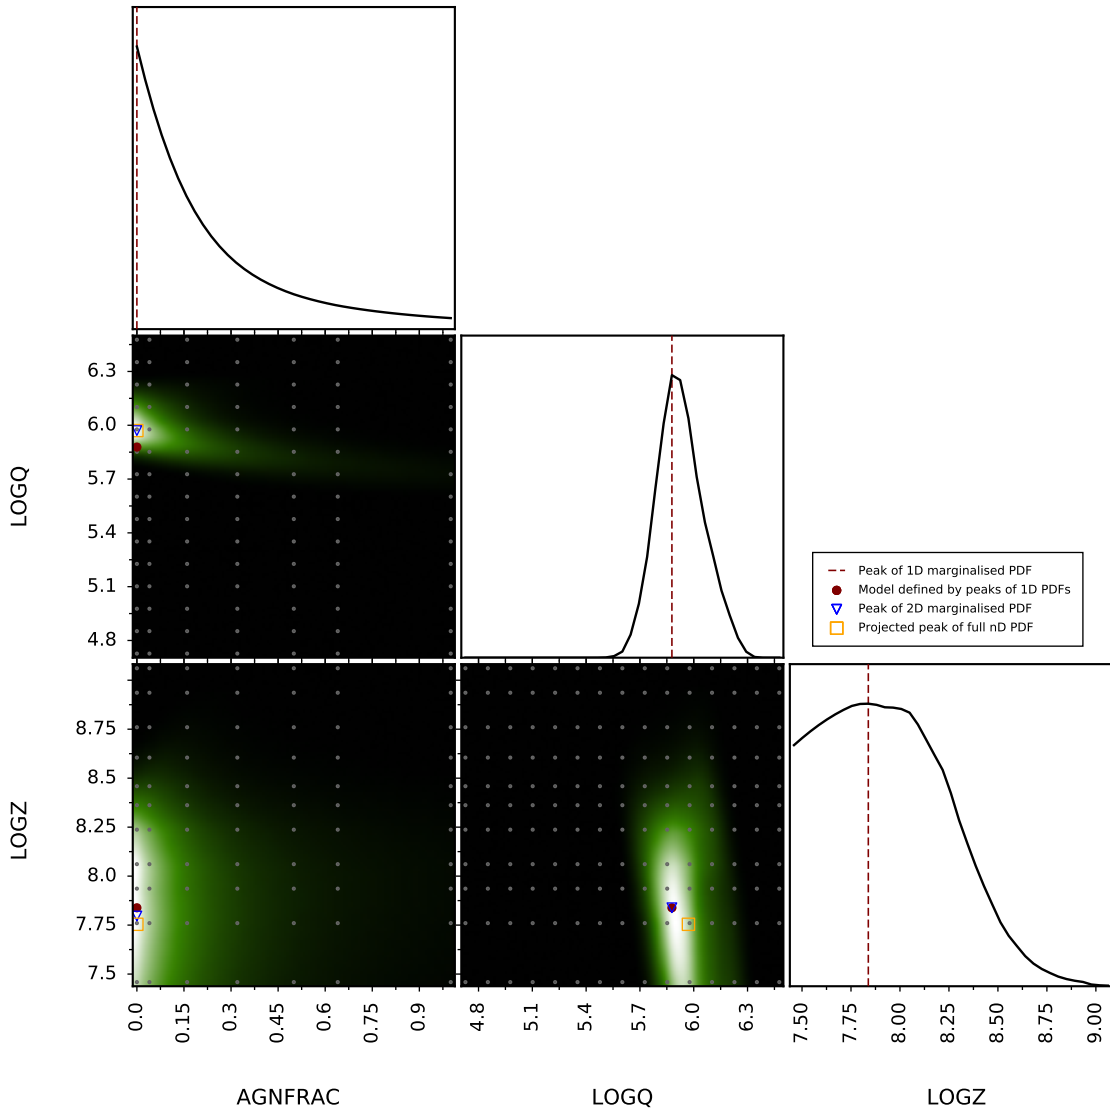 6.3
6.0
5.7
5.4
5.1
4.8
LOGQ
Peak of 1D marginalised PDF
Model defined by peaks of 1D PDFs
Peak of 2D marginalised PDF
Projected peak of full nD PDF
8.75
8.5
8.25
8.0
7.75
7.5
LOGZ
0.0 0.15 0.3 0.45 0.6 0.75 0.9
4.8 5.1 5.4 5.7 6.0 6.3
7.50 7.75 8.00 8.25 8.50 8.75 9.00
AGNFRAC LOGQ LOGZ